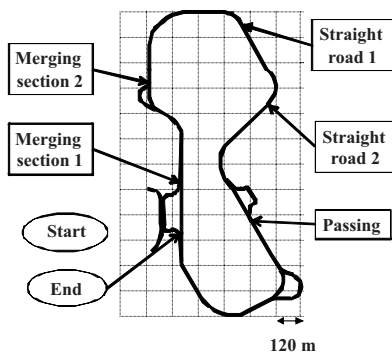 Merging
section 2
Straight
road 1
Merging
section 1
Straight
road 2
Start
Passing
End
120 m